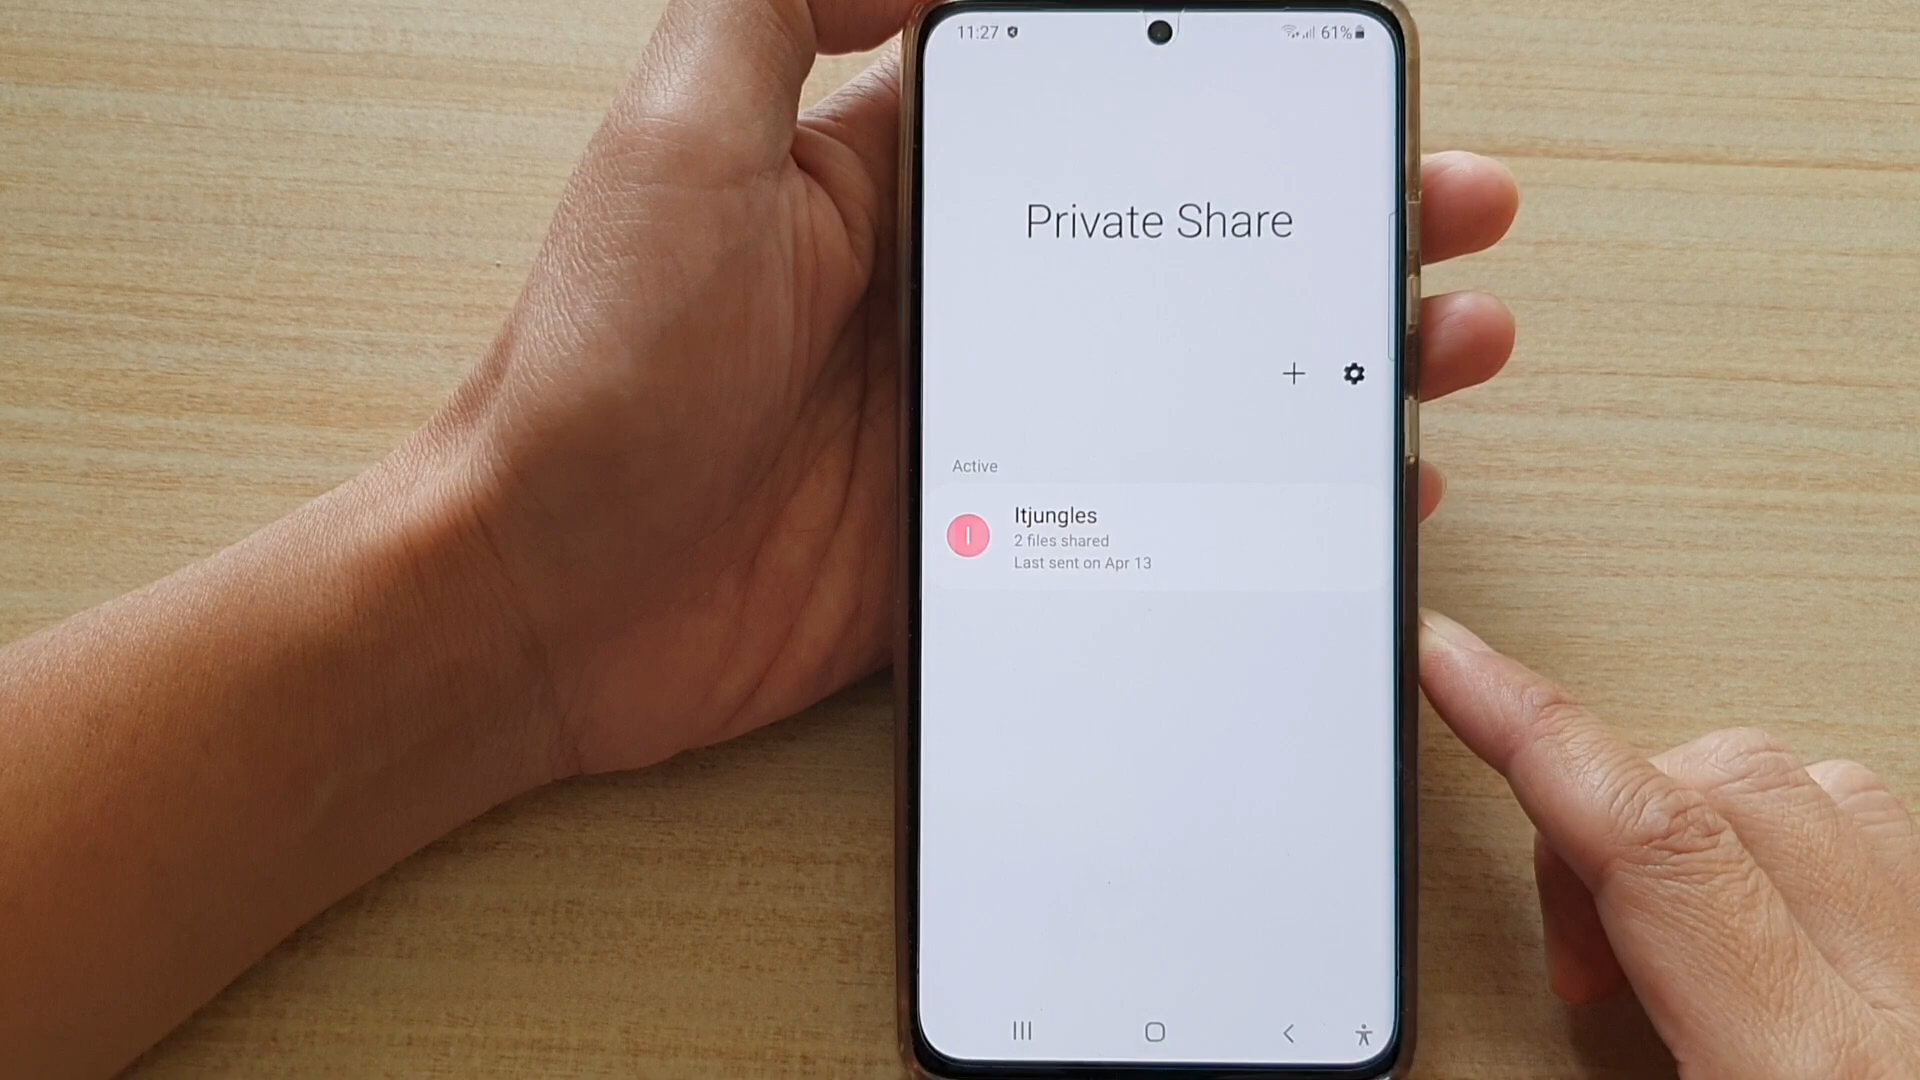 11:27
61%
Private Share
Active
I
Itjungles
2 files shared
Last sent on Apr 13